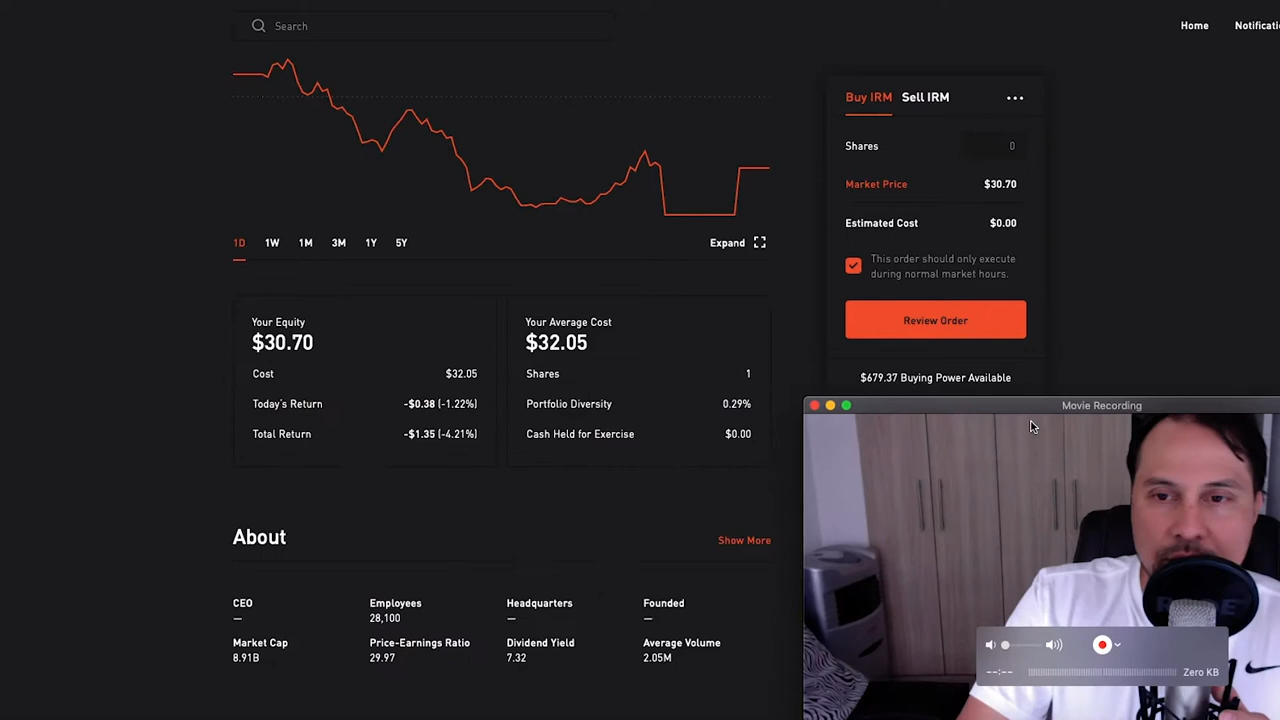 Search
Home
Notificati
Buy IRM
Sell IRM
Shares
0
Market Price
$30.70
Estimated Cost
$0.00
This order should only execute
during normal market hours.
Review Order
$679.37 Buying Power Available
1D
1W
1M
3M
1Y
5Y
Expand
Your Equity
$30.70
Cost
$32.05
Today's Return
-$0.38 (-1.22%)
Total Return
-$1.35 (-4.21%)
Your Average Cost
$32.05
Shares
1
Portfolio Diversity
0.29%
Cash Held for Exercise
$0.00
About
Show More
CEO
—
Employees
28,100
Headquarters
—
Founded
—
Market Cap
8.91B
Price-Earnings Ratio
29.97
Dividend Yield
7.32
Average Volume
2.05M
Movie Recording
--:--
Zero KB